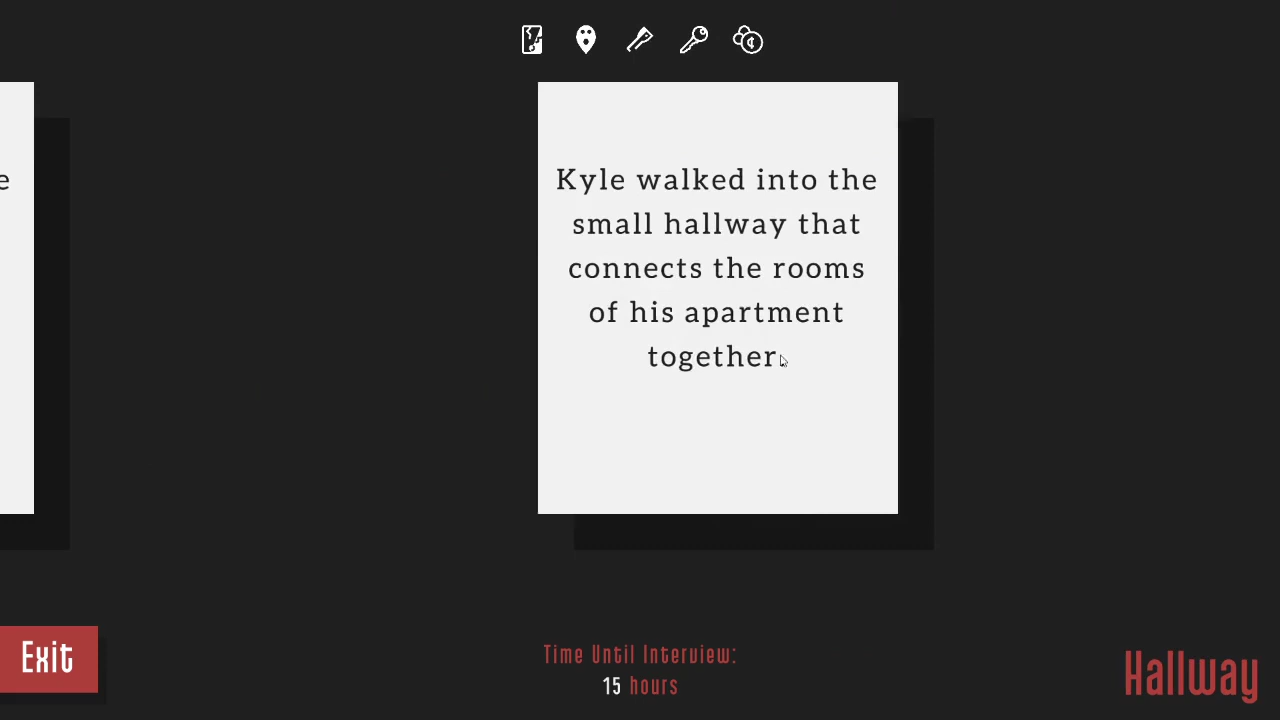 e
Kyle walked into the
small hallway that
connects the rooms
of his apartment
together.
Exit
Time Until Interview:
15 hours
Hallway